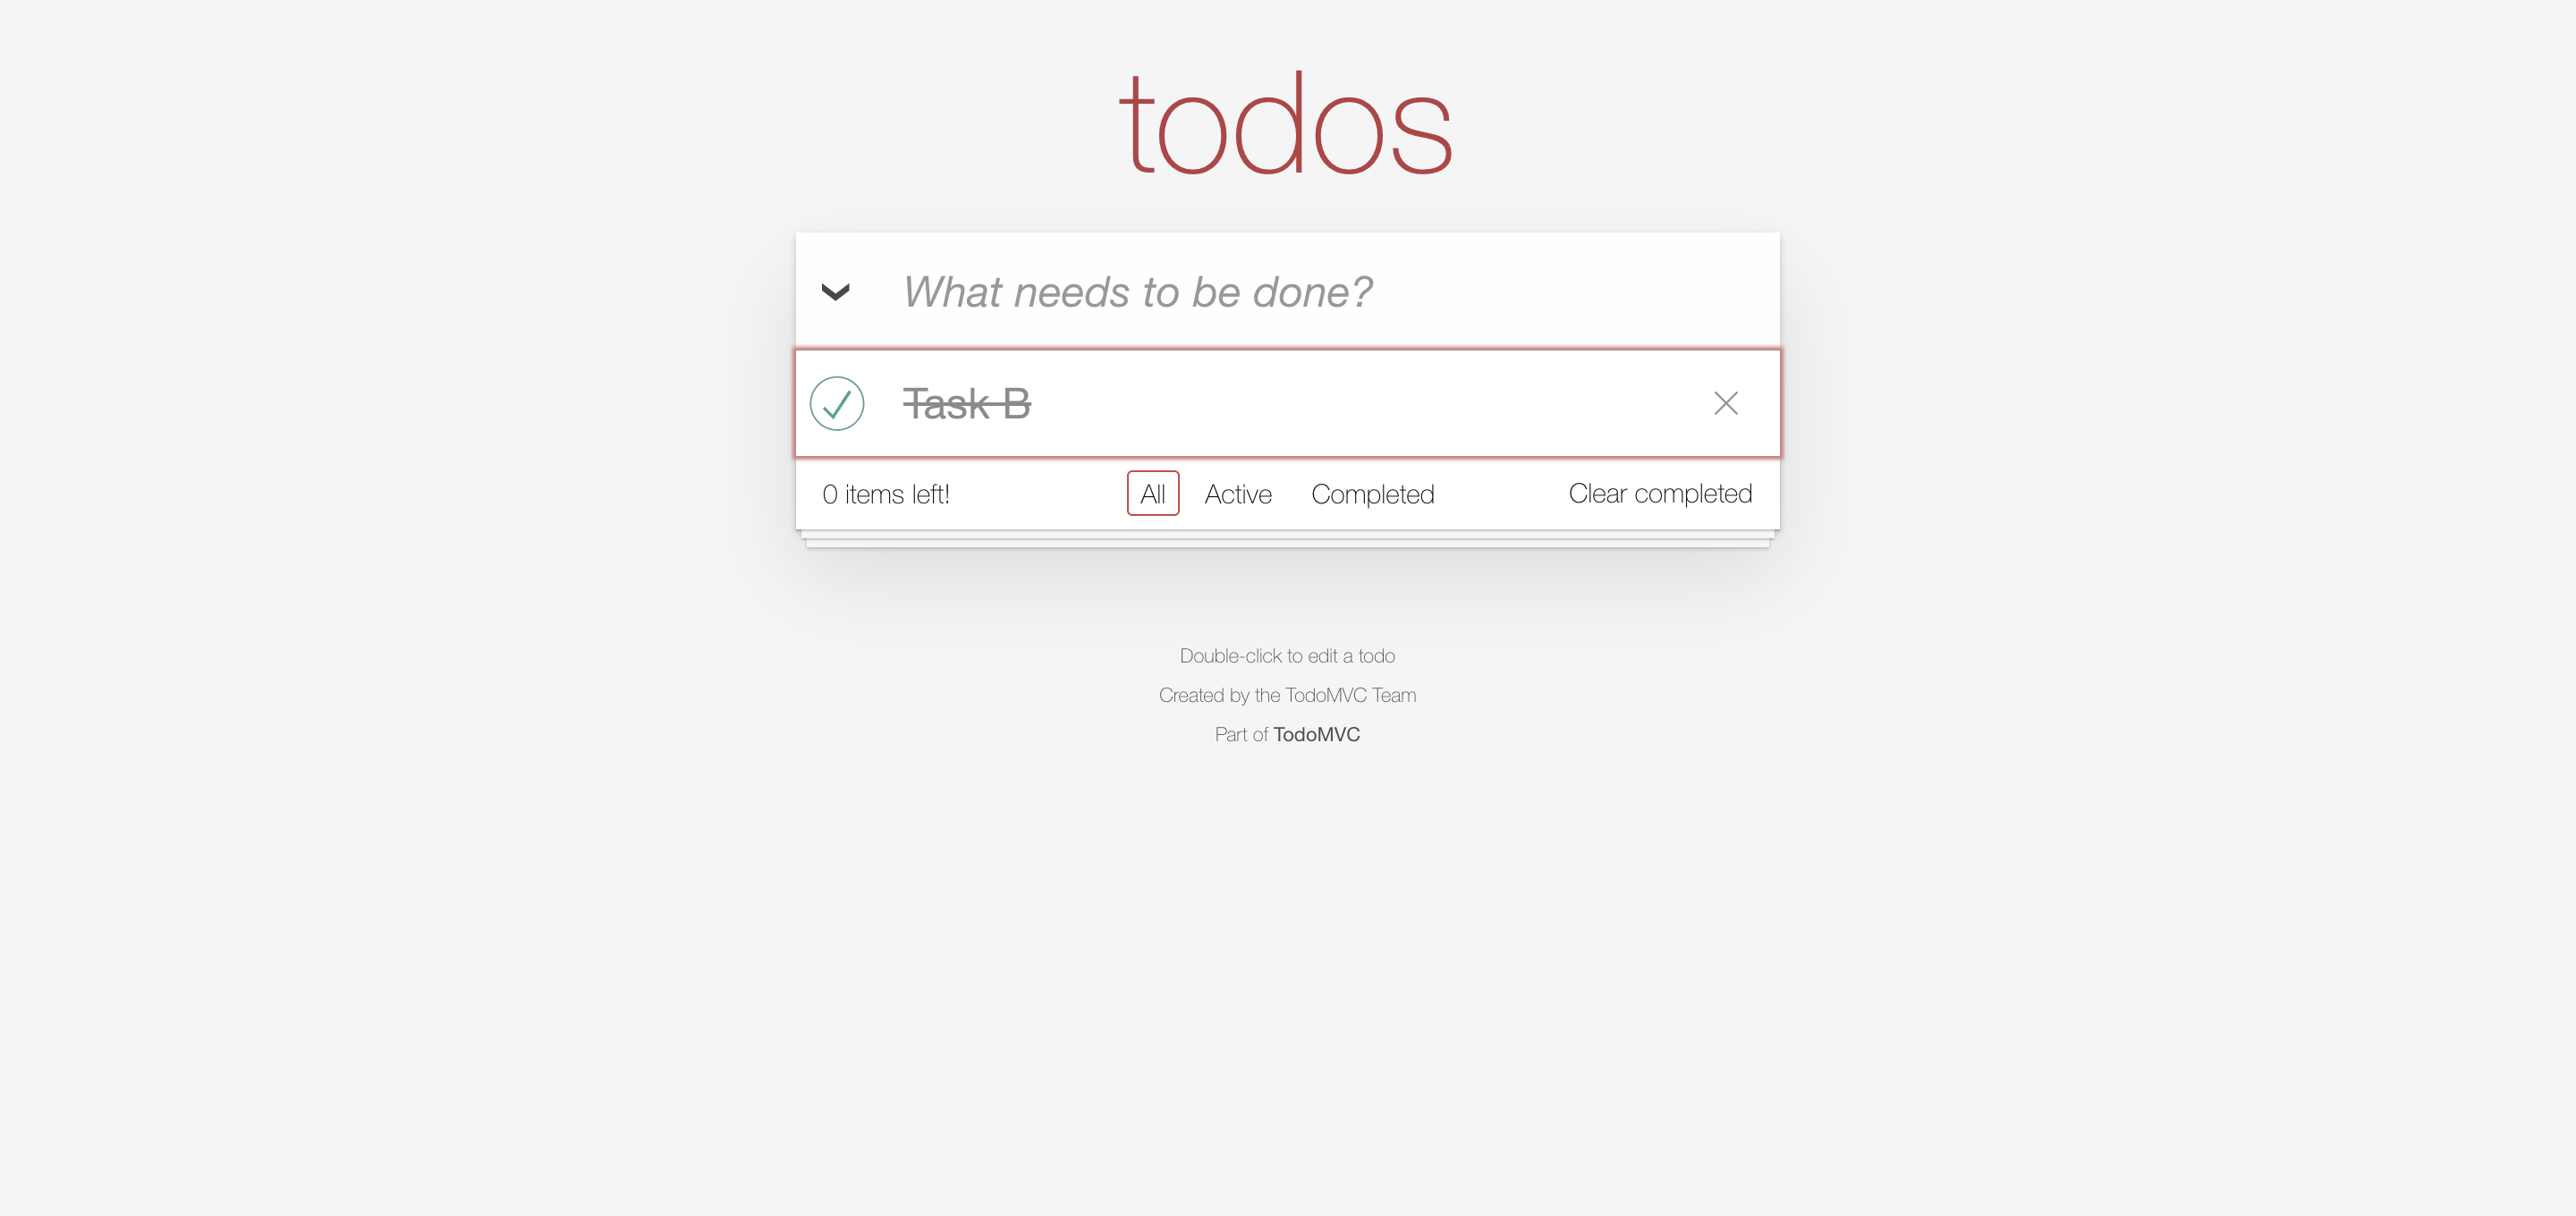 todos
What needs to be done?
Task B
0 items left! All Active Completed Clear completed
Double-click to edit a todo
Created by the TodoMVC Team
Part of TodoMVC